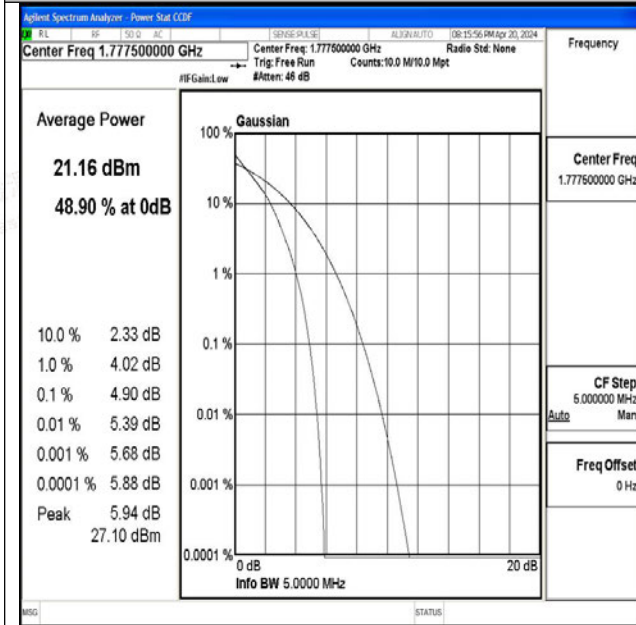 Agilent Spectrum Analyzer - Power Stat CCDF
RL RF 50 Ω AC SENSE:PULSE ALIGNAUTO 08:15:56 PM Apr 20, 2024
Center Freq 1.777500000 GHz
Center Freq: 1.777500000 GHz Radio Std: None
Trig: Free Run Counts:10.0 M/10.0 Mpt
#IFGain:Low #Atten: 46 dB
Frequency
Average Power
21.16 dBm
48.90 % at 0dB
10.0 % 2.33 dB
1.0 % 4.02 dB
0.1 % 4.90 dB
0.01 % 5.39 dB
0.001 % 5.68 dB
0.0001 % 5.88 dB
Peak 5.94 dB
27.10 dBm
Gaussian
100 %
10 %
1 %
0.1 %
0.01 %
0.001 %
0.0001 %
0 dB 20 dB
Info BW 5.0000 MHz
Center Freq
1.777500000 GHz
CF Step
5.000000 MHz
Auto Man
Freq Offset
0 Hz
MSG STATUS